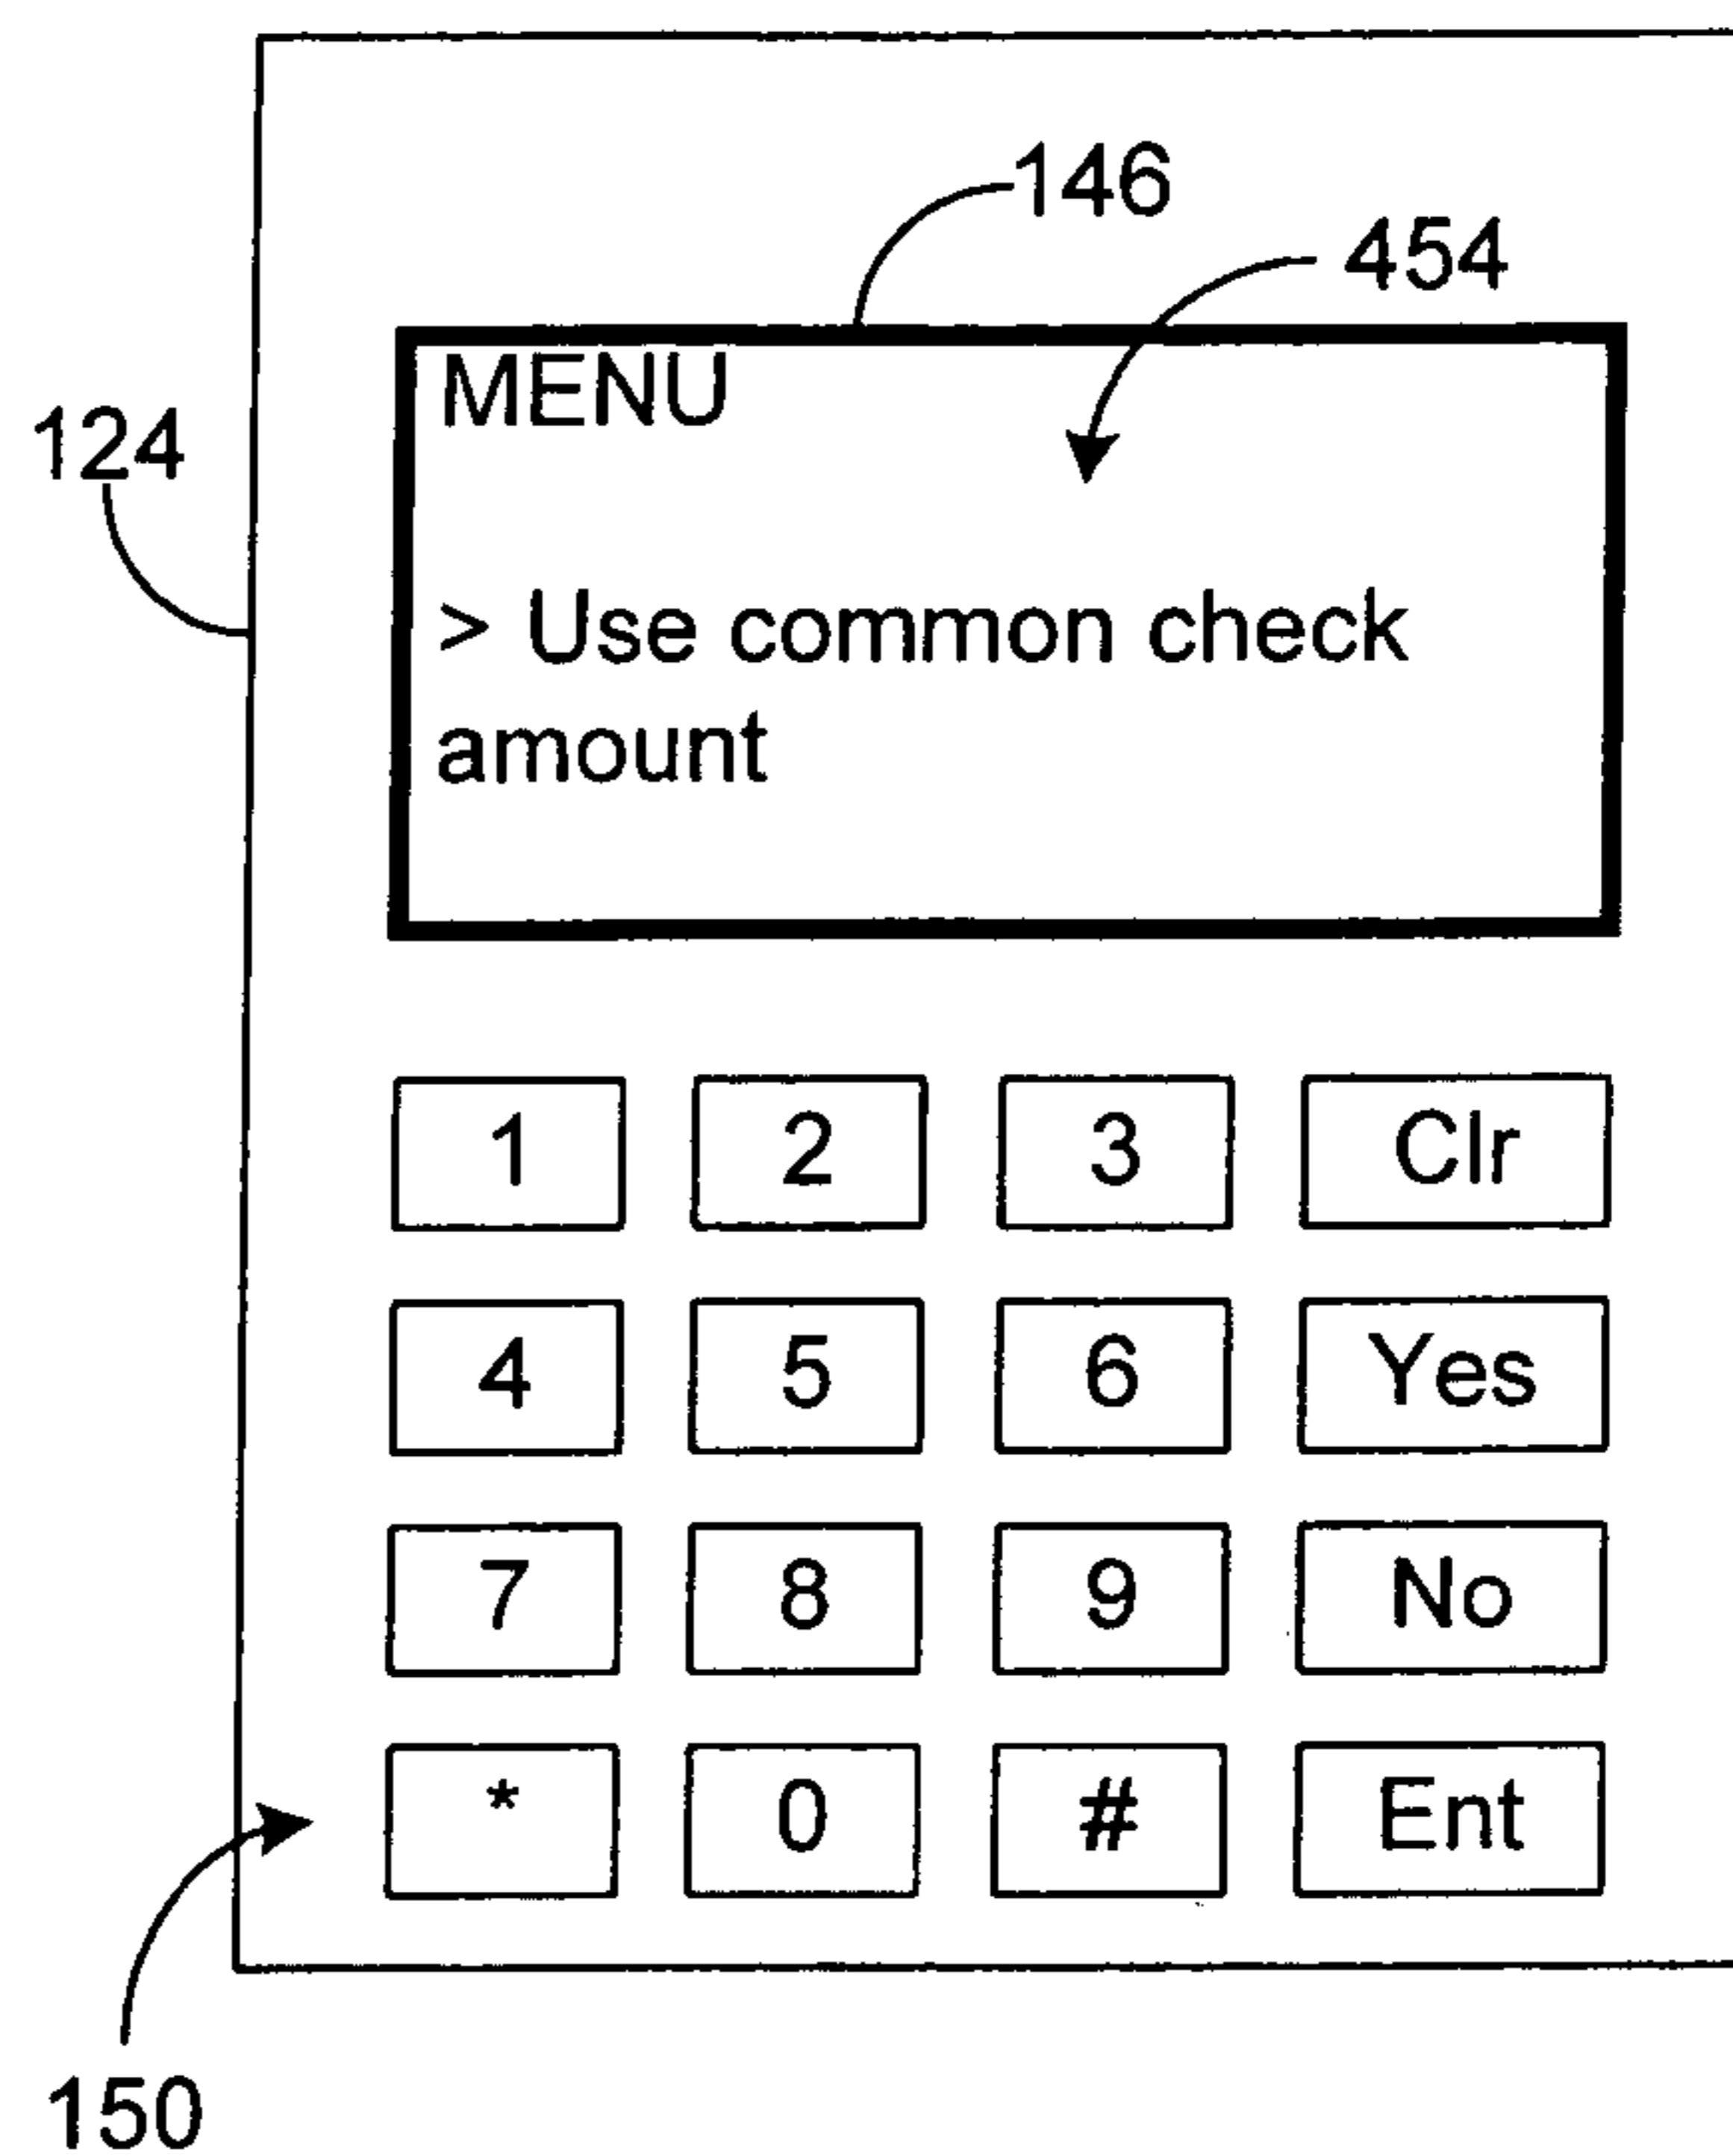 146
454
124
MENU
> Use common check
amount
1 2 3 Clr
4 5 6 Yes
7 8 9 No
* 0 # Ent
150